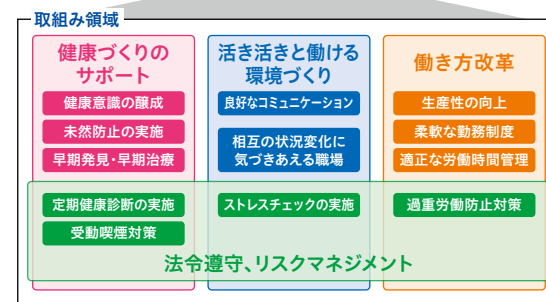 取組み領域
健康づくりの
サポート
健康意識の醸成
未然防止の実施
早期発見・早期治療
定期健康診断の実施
受動喫煙対策
活き活きと働ける
環境づくり
良好なコミュニケーション
相互の状況変化に
気づきあえる職場
ストレスチェックの実施
働き方改革
生産性の向上
柔軟な勤務制度
適正な労働時間管理
過重労働防止対策
法令遵守、リスクマネジメント